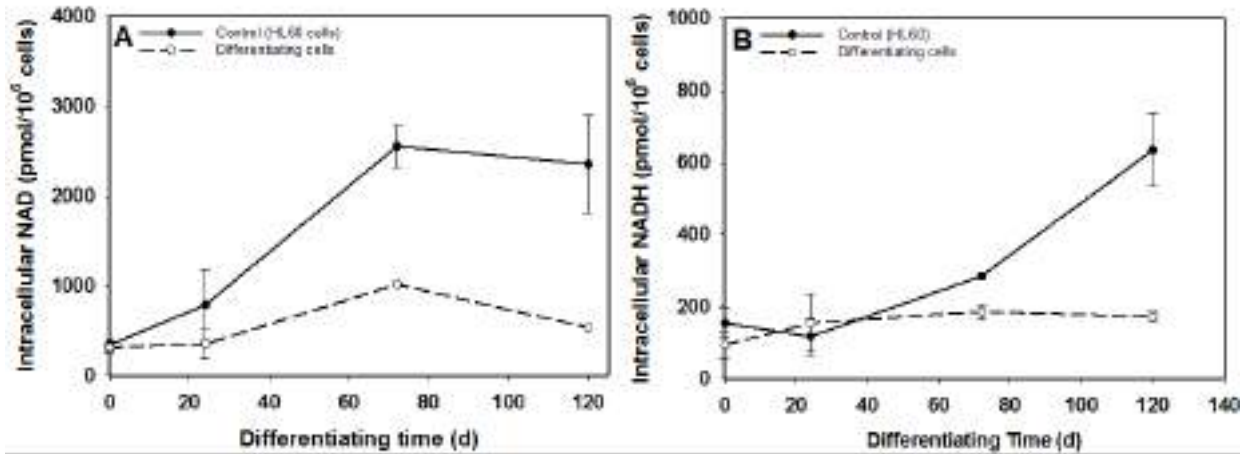 A
Control (HL60 cells)
Differentiating cells
Intracellular NAD (pmol/10⁶ cells)
4000
3000
2000
1000
0
0 20 40 60 80 100 120
Differentiating time (d)
B
Control (HL60)
Differentiating cells
Intracellular NADH (pmol/10⁶ cells)
1000
800
600
400
200
0
0 20 40 60 80 100 120 140
Differentiating Time (d)